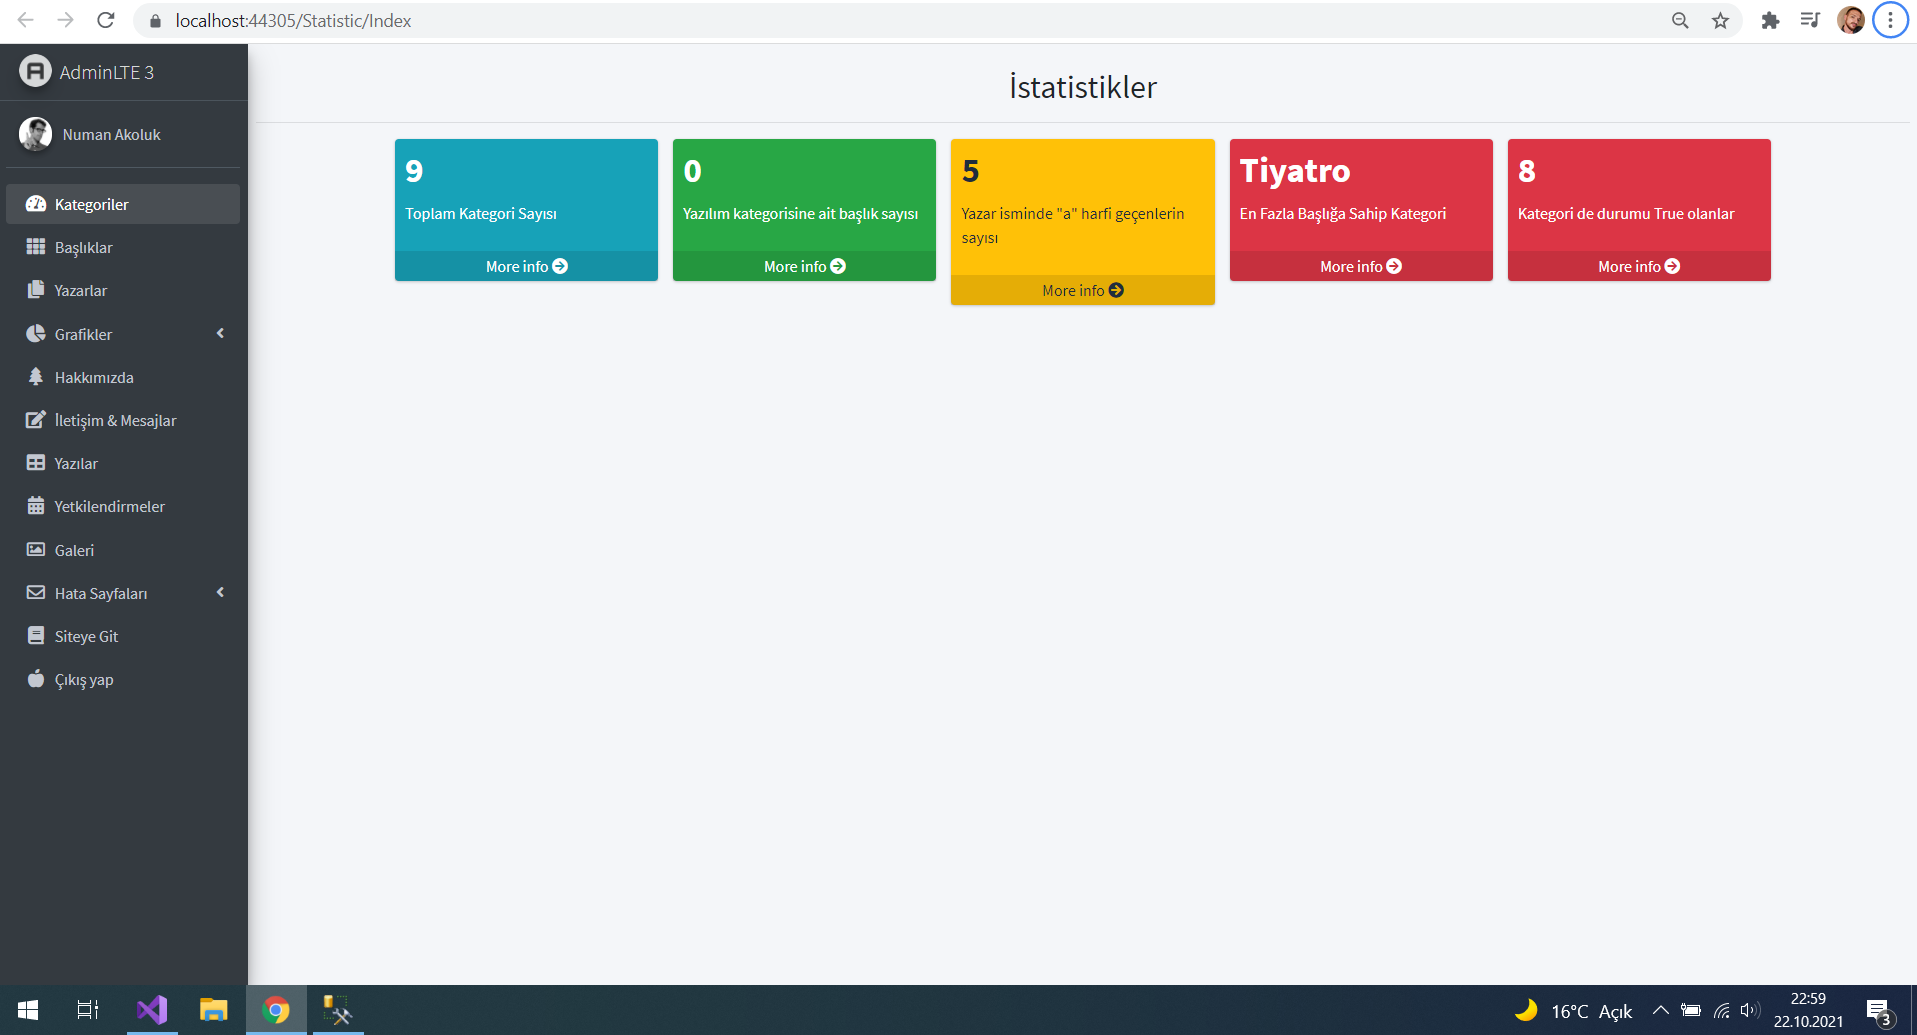 localhost:44305/Statistic/Index
AdminLTE 3
Numan Akoluk
Kategoriler
Başlıklar
Yazarlar
Grafikler
Hakkımızda
İletişim & Mesajlar
Yazılar
Yetkilendirmeler
Galeri
Hata Sayfaları
Siteye Git
Çıkış yap
İstatistikler
9
Toplam Kategori Sayısı
More info
0
Yazılım kategorisine ait başlık sayısı
More info
5
Yazar isminde "a" harfi geçenlerin
sayısı
More info
Tiyatro
En Fazla Başlığa Sahip Kategori
More info
8
Kategori de durumu True olanlar
More info
16°C Açık
22:59
22.10.2021
3